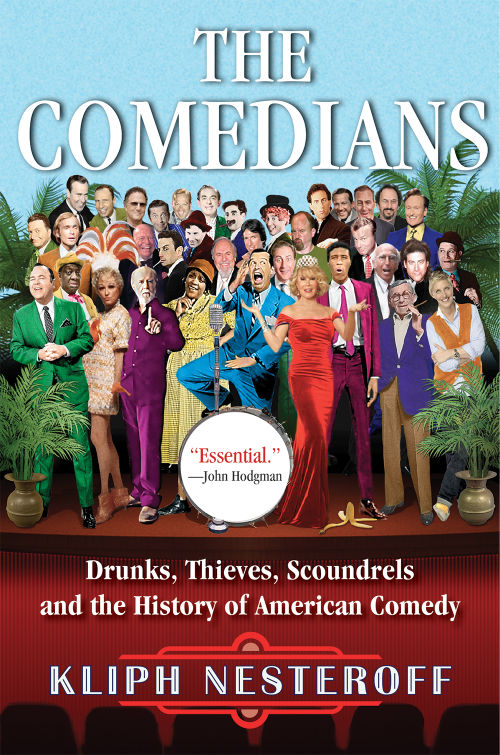 THE
COMEDIANS
“Essential.”
—John Hodgman
Drunks, Thieves, Scoundrels
and the History of American Comedy
KLIPH NESTEROFF